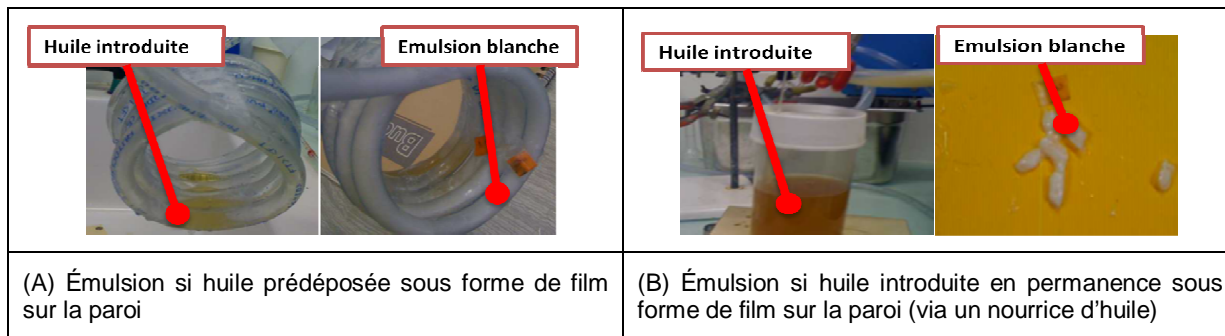 Huile introduite
Emulsion blanche
Huile introduite
Emulsion blanche
(A) Émulsion si huile prédéposée sous forme de film
sur la paroi
(B) Émulsion si huile introduite en permanence sous
forme de film sur la paroi (via un nourrice d’huile)